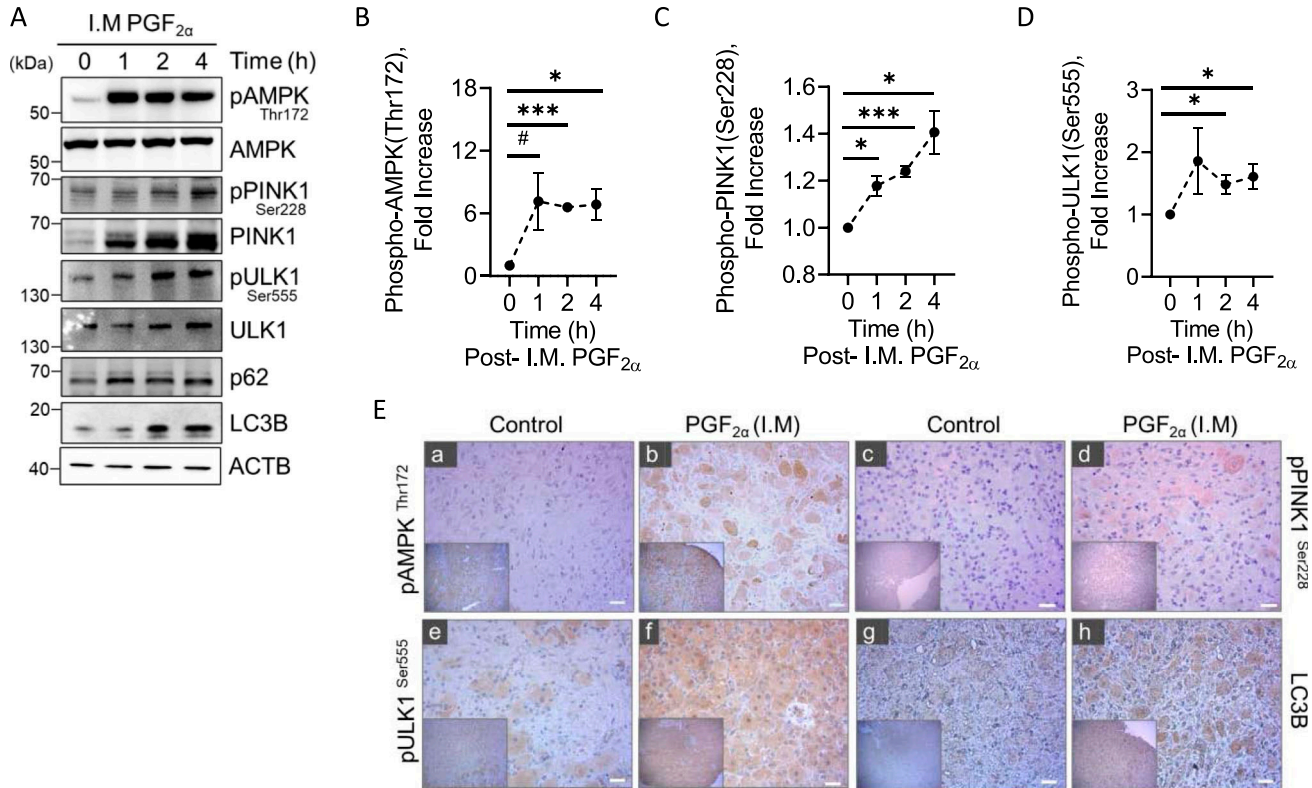 A
I.M PGF2α
(kDa) 0 1 2 4 Time (h)
50
pAMPK
Thr172
50
AMPK
70
pPINK1
Ser228
70
PINK1
130
pULK1
Ser555
130
ULK1
70
p62
20
LC3B
40
ACTB
B
Phospho-AMPK(Thr172),
Fold Increase
18
12
6
0
*
***
#
0 1 2 4
Time (h)
Post- I.M. PGF2α
C
Phospho-PINK1(Ser228),
Fold Increase
1.6
1.4
1.2
1.0
0.8
*
***
*
0 1 2 4
Time (h)
Post- I.M. PGF2α
D
Phospho-ULK1(Ser555),
Fold Increase
3
2
1
0
*
*
0 1 2 4
Time (h)
Post- I.M. PGF2α
E
Control PGF2α (I.M) Control PGF2α (I.M)
pAMPK Thr172
a b c d
pPINK1 Ser228
pULK1 Ser555
e f g h
LC3B